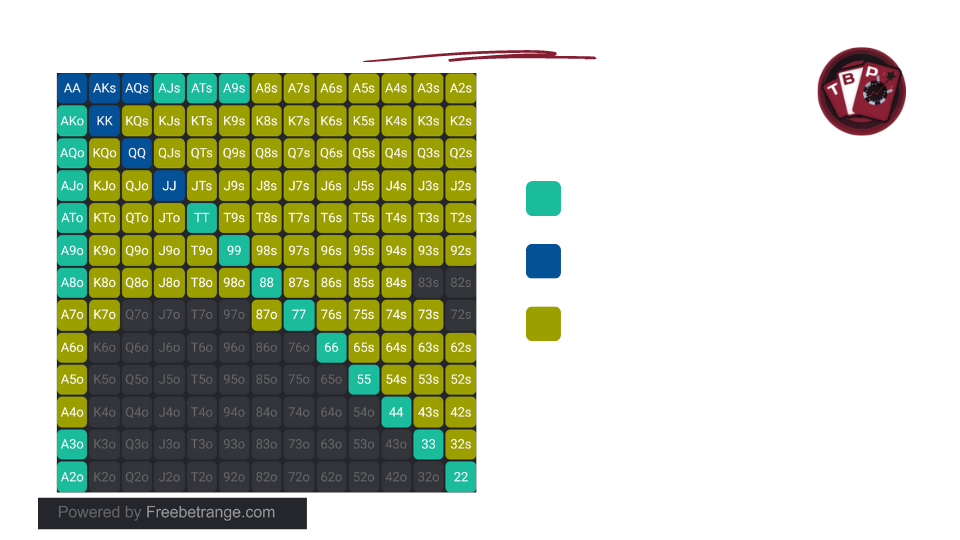 AA AKs AQs AJs ATs A9s A8s A7s A6s A5s A4s A3s A2s
AKo KK KQs KJs KTs K9s K8s K7s K6s K5s K4s K3s K2s
AQo KQo QQ QJs QTs Q9s Q8s Q7s Q6s Q5s Q4s Q3s Q2s
AJo KJo QJo JJ JTs J9s J8s J7s J6s J5s J4s J3s J2s
ATo KTo QTo JTo TT T9s T8s T7s T6s T5s T4s T3s T2s
A9o K9o Q9o J9o T9o 99 98s 97s 96s 95s 94s 93s 92s
A8o K8o Q8o J8o T8o 98o 88 87s 86s 85s 84s 83s 82s
A7o K7o Q7o J7o T7o 97o 87o 77 76s 75s 74s 73s 72s
A6o K6o Q6o J6o T6o 96o 86o 76o 66 65s 64s 63s 62s
A5o K5o Q5o J5o T5o 95o 85o 75o 65o 55 54s 53s 52s
A4o K4o Q4o J4o T4o 94o 84o 74o 64o 54o 44 43s 42s
A3o K3o Q3o J3o T3o 93o 83o 73o 63o 53o 43o 33 32s
A2o K2o Q2o J2o T2o 92o 82o 72o 62o 52o 42o 32o 22
Powered by Freebetrange.com
TBP